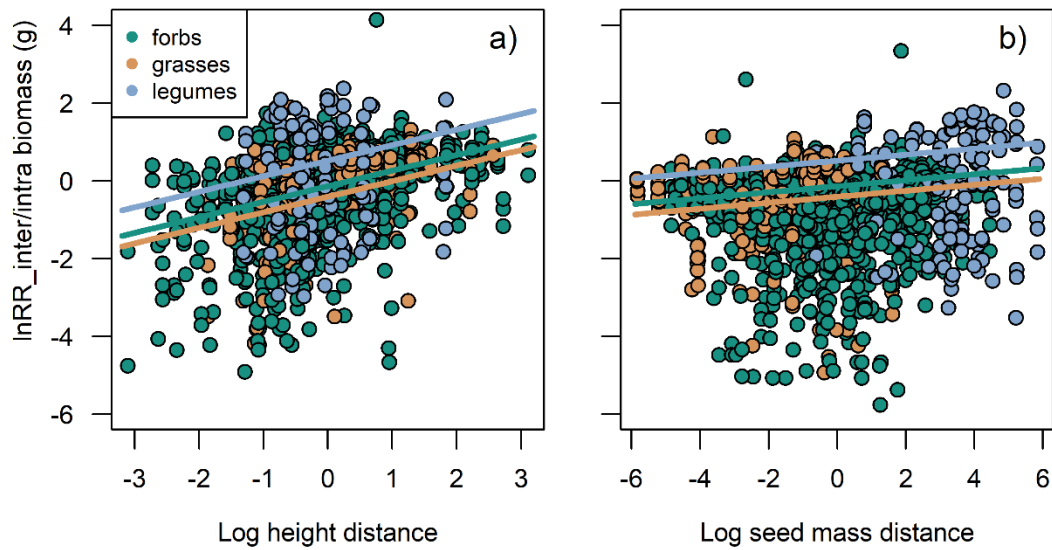 lnRR_inter/intra biomass (g)
4
2
0
-2
-4
-6
forbs
grasses
legumes
a)
-3 -2 -1 0 1 2 3
Log height distance
b)
-6 -4 -2 0 2 4 6
Log seed mass distance